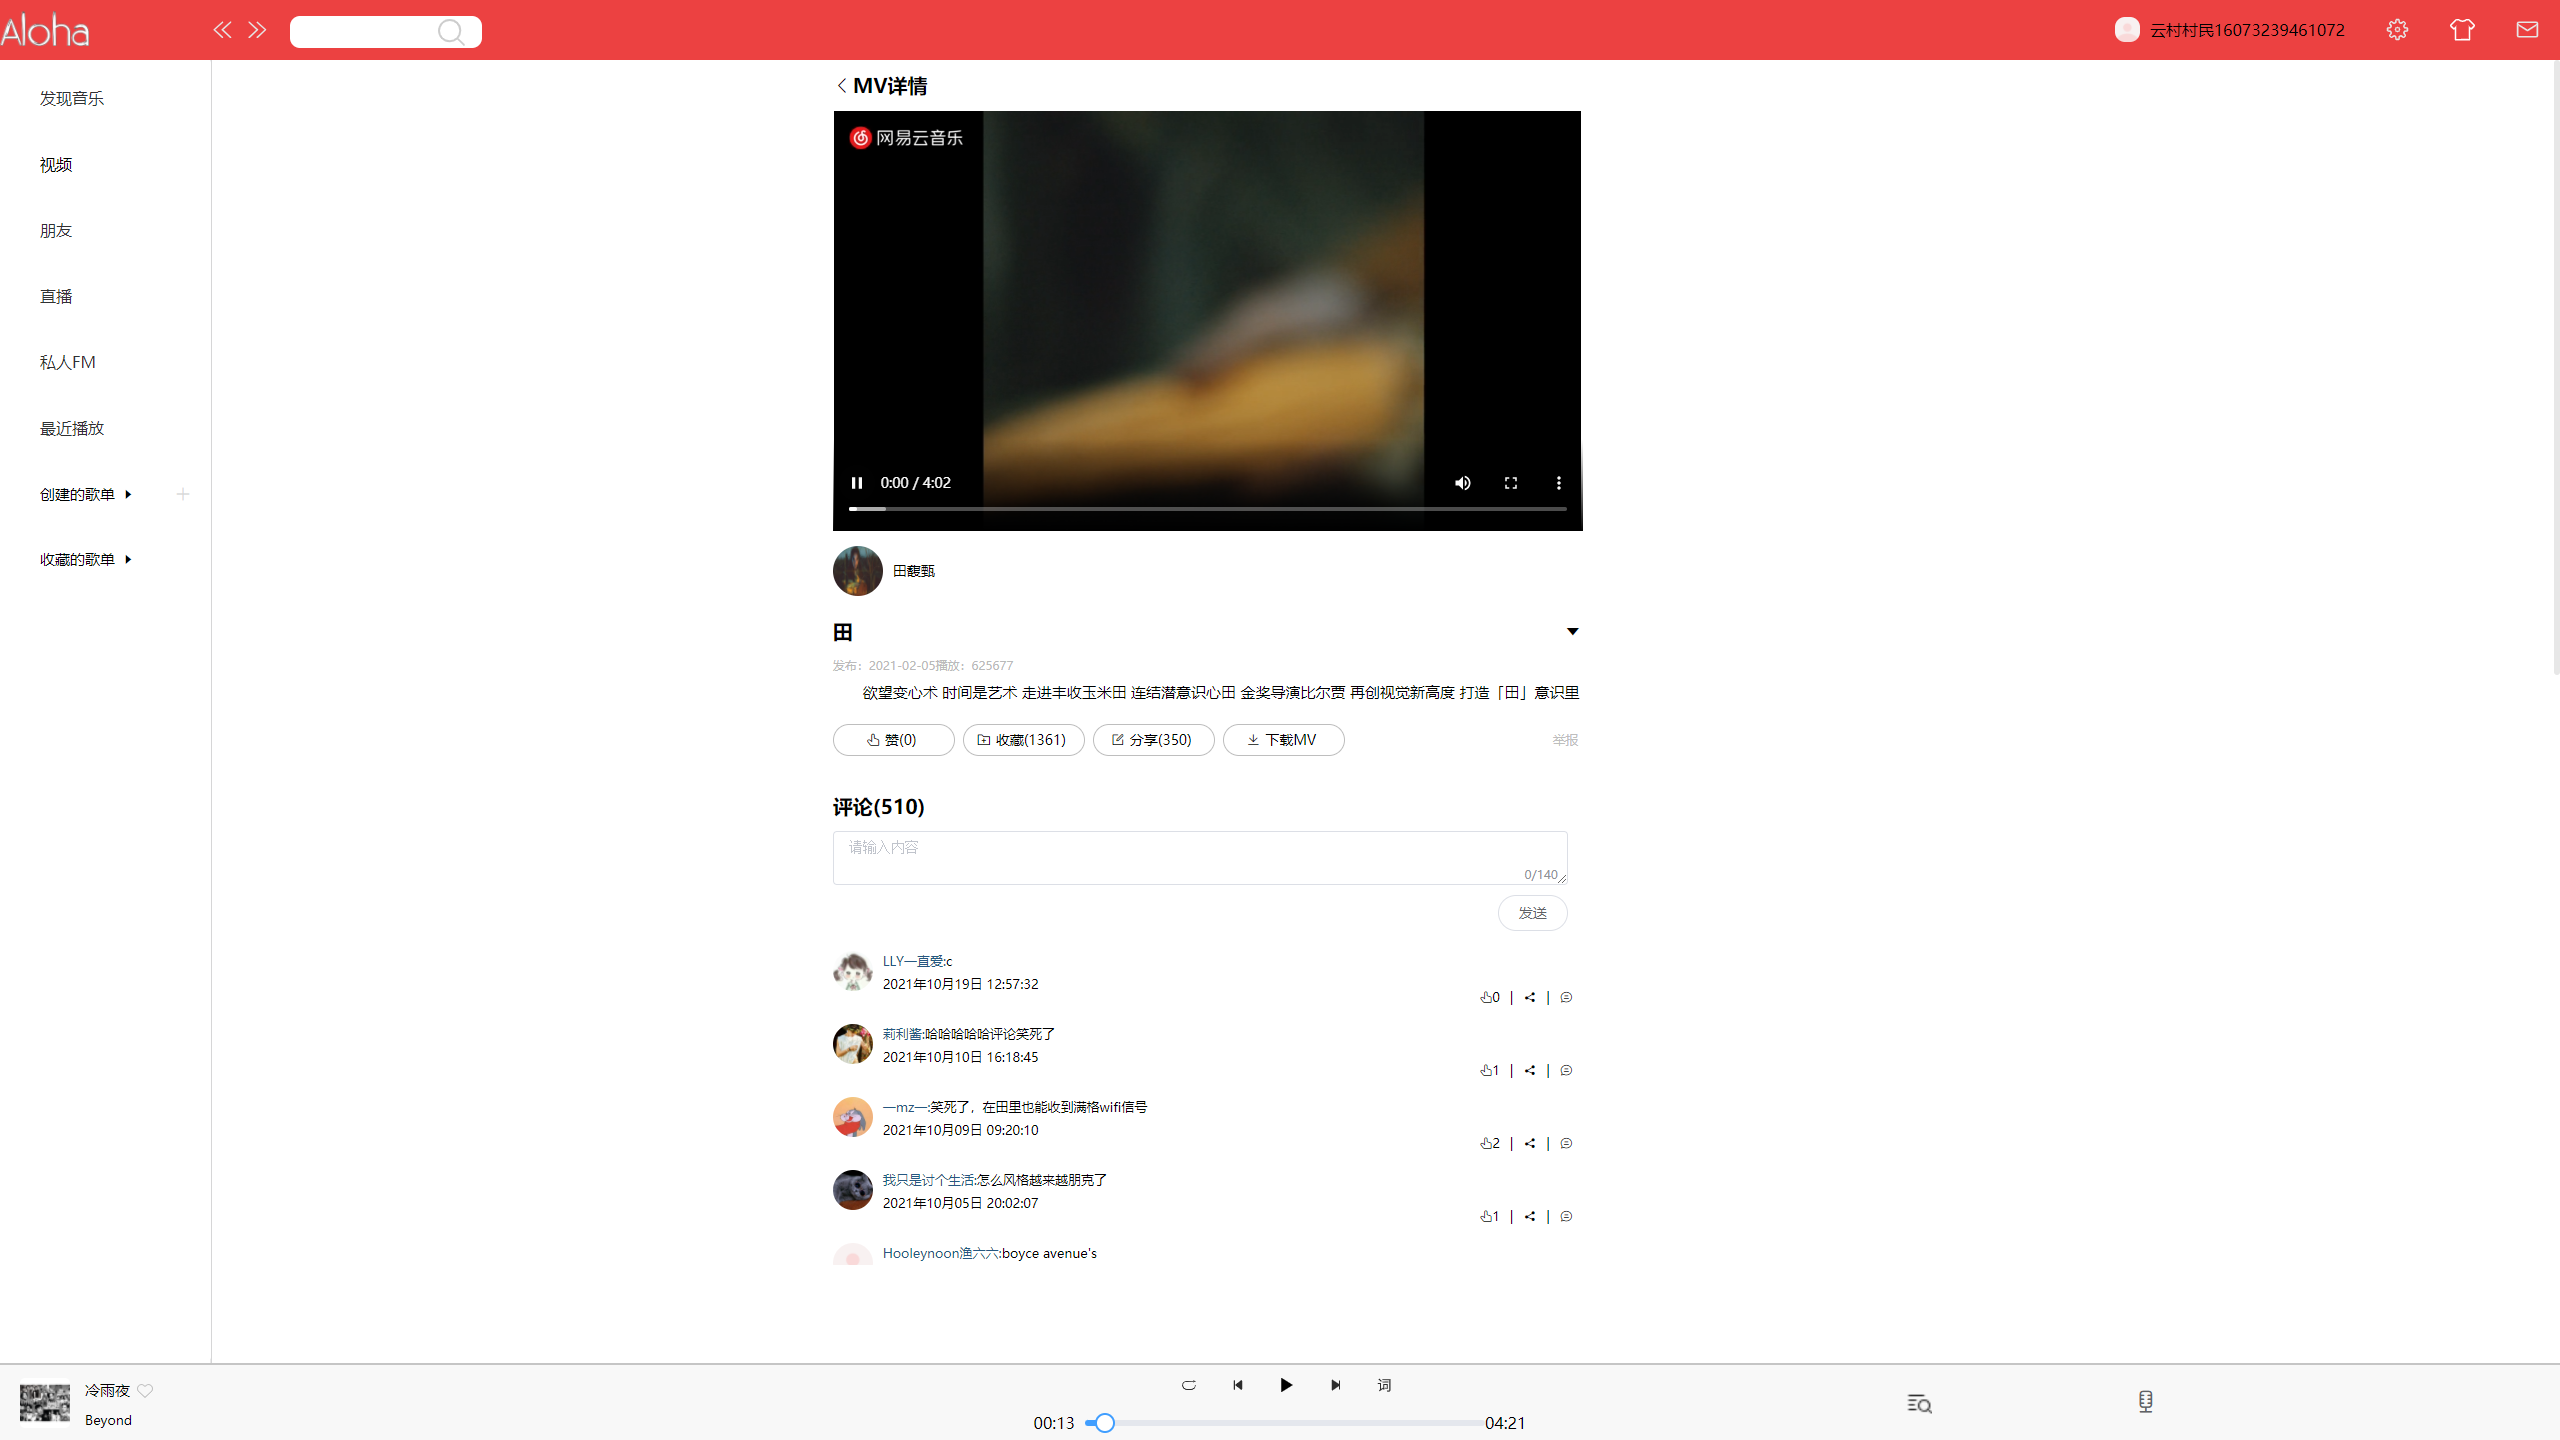 Aloha
云村村民16073239461072
发现音乐
视频
朋友
直播
私人FM
最近播放
创建的歌单
收藏的歌单
MV详情
网易云音乐
0:00 / 4:02
田馥甄
田
发布：2021-02-05播放：625677
欲望变心术 时间是艺术 走进丰收玉米田 连结潜意识心田 金奖导演比尔贾 再创视觉新高度 打造「田」意识里
赞(0) 收藏(1361) 分享(350) 下载MV 举报
评论(510)
请输入内容
0/140
发送
LLY一直爱:c
2021年10月19日 12:57:32
0 | |
莉利酱:哈哈哈哈哈评论笑死了
2021年10月10日 16:18:45
1 | |
—mz—:笑死了，在田里也能收到满格wifi信号
2021年10月09日 09:20:10
2 | |
我只是讨个生活:怎么风格越来越朋克了
2021年10月05日 20:02:07
1 | |
Hooleynoon渔六六:boyce avenue's
冷雨夜
Beyond
词
00:13 04:21